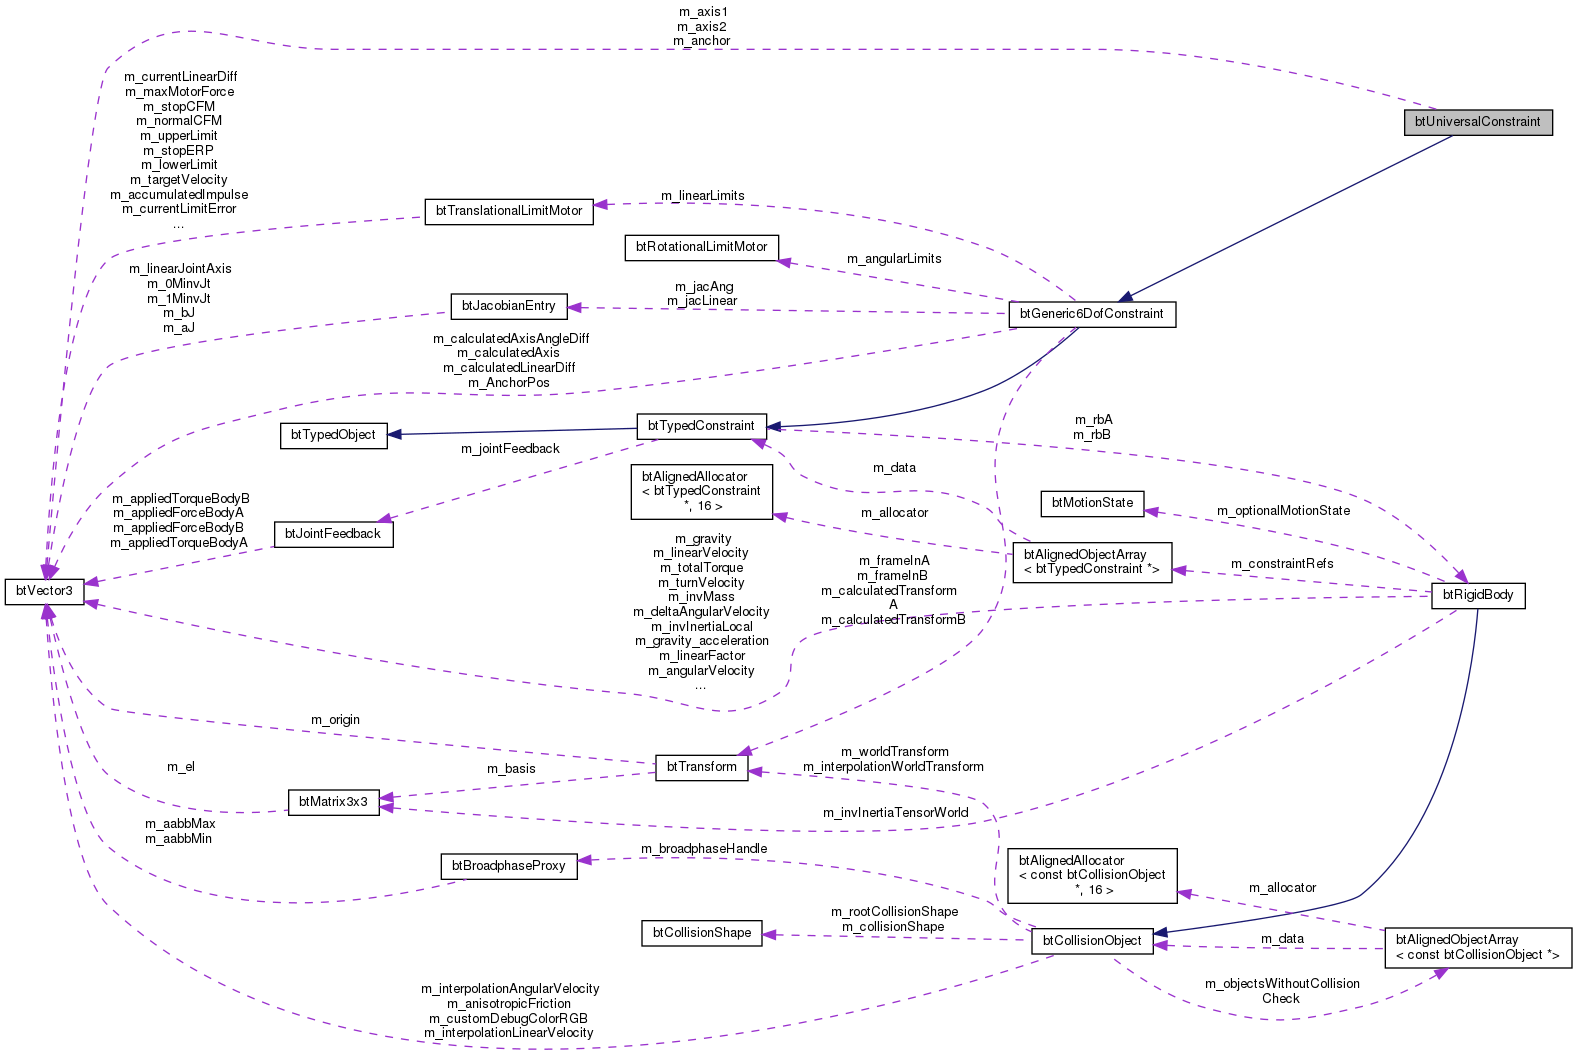 m_axis1
m_axis2
m_anchor
m_currentLinearDiff
m_maxMotorForce
m_stopCFM
m_normalCFM
m_upperLimit
m_stopERP
m_lowerLimit
m_targetVelocity
m_accumulatedImpulse
m_currentLimitError
...
btUniversalConstraint
m_linearLimits
btTranslationalLimitMotor
btRotationalLimitMotor
m_angularLimits
m_linearJointAxis
m_0MinvJt
m_1MinvJt
m_bJ
m_aJ
btJacobianEntry
m_jacAng
m_jacLinear
btGeneric6DofConstraint
m_calculatedAxisAngleDiff
m_calculatedAxis
m_calculatedLinearDiff
m_AnchorPos
btTypedObject
btTypedConstraint
m_rbA
m_rbB
m_jointFeedback
m_data
btAlignedAllocator
< btTypedConstraint
*, 16 >
m_allocator
btMotionState
m_optionalMotionState
m_appliedTorqueBodyB
m_appliedForceBodyA
m_appliedForceBodyB
m_appliedTorqueBodyA
btJointFeedback
btAlignedObjectArray
< btTypedConstraint *>
m_constraintRefs
btVector3
btRigidBody
m_gravity
m_linearVelocity
m_totalTorque
m_turnVelocity
m_invMass
m_deltaAngularVelocity
m_invInertiaLocal
m_gravity_acceleration
m_linearFactor
m_angularVelocity
...
m_frameInA
m_frameInB
m_calculatedTransform
A
m_calculatedTransformB
m_origin
btTransform
m_worldTransform
m_interpolationWorldTransform
m_el
m_basis
btMatrix3x3
m_invInertiaTensorWorld
m_aabbMax
m_aabbMin
btBroadphaseProxy
m_broadphaseHandle
btAlignedAllocator
< const btCollisionObject
*, 16 >
m_allocator
btCollisionShape
m_rootCollisionShape
m_collisionShape
btCollisionObject
m_data
btAlignedObjectArray
< const btCollisionObject *>
m_interpolationAngularVelocity
m_anisotropicFriction
m_customDebugColorRGB
m_interpolationLinearVelocity
m_objectsWithoutCollision
Check